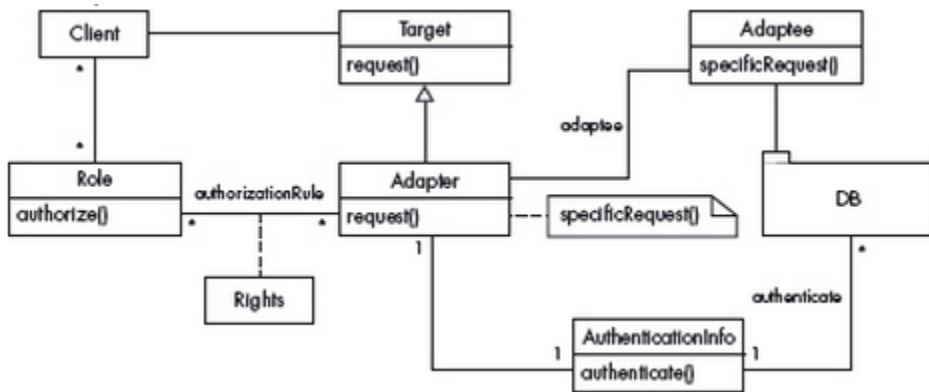 Client
Target
request()
Adaptee
specificRequest()
*
*
adaptee
Role
authorize()
authorizationRule
*
*
Adapter
request()
1
specificRequest()
DB
*
Rights
authenticate
AuthenticationInfo
authenticate()
1
1